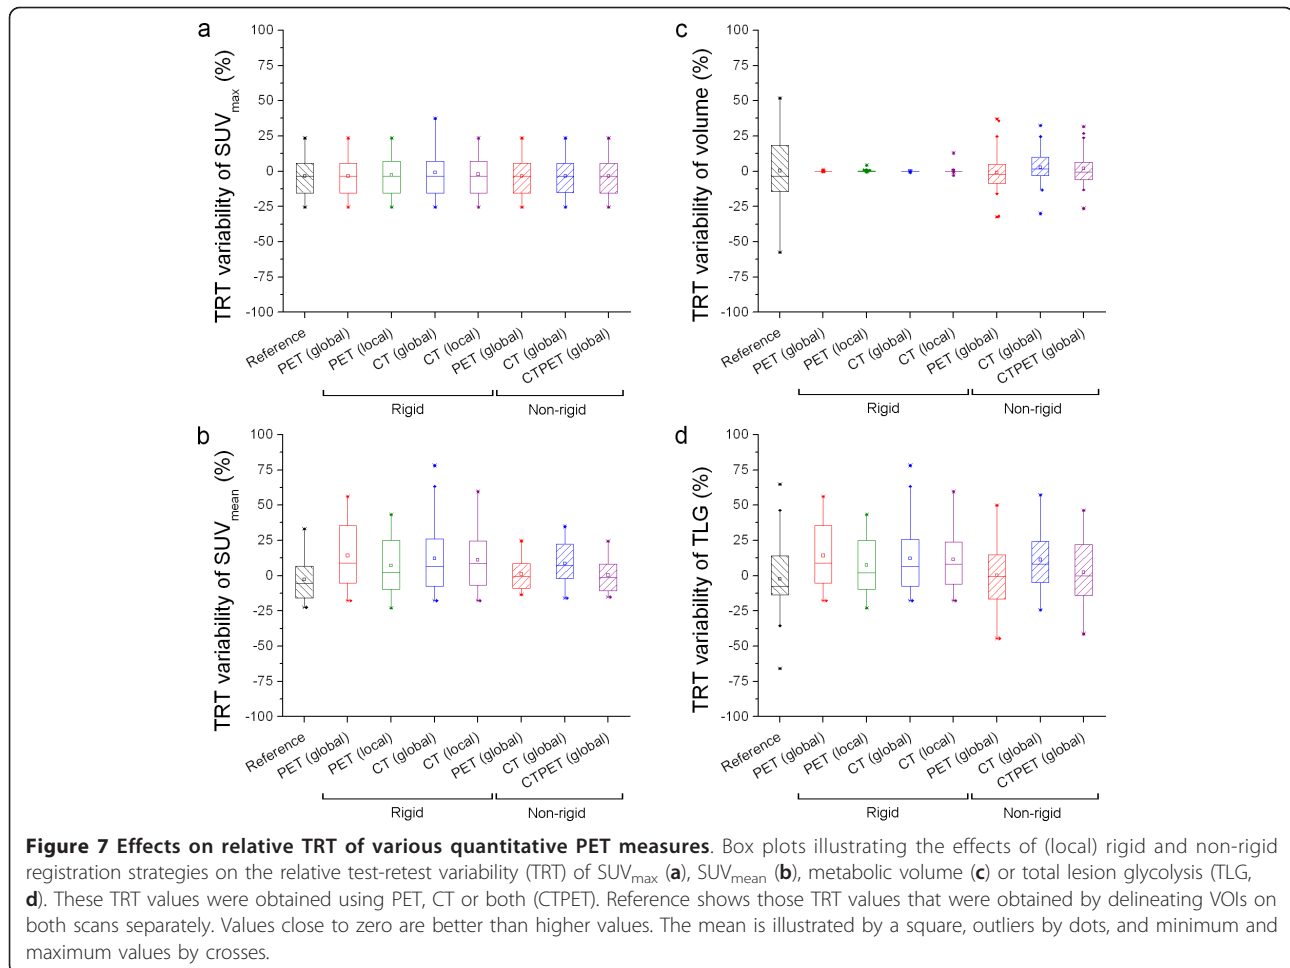 a
TRT variability of SUVmax (%)
100
75
50
25
0
-25
-50
-75
-100
Reference
PET (global)
PET (local)
CT (global)
CT (local)
PET (global)
CT (global)
CTPET (global)
Rigid
Non-rigid
c
TRT variability of volume (%)
100
75
50
25
0
-25
-50
-75
-100
Reference
PET (global)
PET (local)
CT (global)
CT (local)
PET (global)
CT (global)
CTPET (global)
Rigid
Non-rigid
b
TRT variability of SUVmean (%)
100
75
50
25
0
-25
-50
-75
-100
Reference
PET (global)
PET (local)
CT (global)
CT (local)
PET (global)
CT (global)
CTPET (global)
Rigid
Non-rigid
d
TRT variability of TLG (%)
100
75
50
25
0
-25
-50
-75
-100
Reference
PET (global)
PET (local)
CT (global)
CT (local)
PET (global)
CT (global)
CTPET (global)
Rigid
Non-rigid
Figure 7 Effects on relative TRT of various quantitative PET measures. Box plots illustrating the effects of (local) rigid and non-rigid
registration strategies on the relative test-retest variability (TRT) of SUVmax (a), SUVmean (b), metabolic volume (c) or total lesion glycolysis (TLG,
d). These TRT values were obtained using PET, CT or both (CTPET). Reference shows those TRT values that were obtained by delineating VOIs on
both scans separately. Values close to zero are better than higher values. The mean is illustrated by a square, outliers by dots, and minimum and
maximum values by crosses.